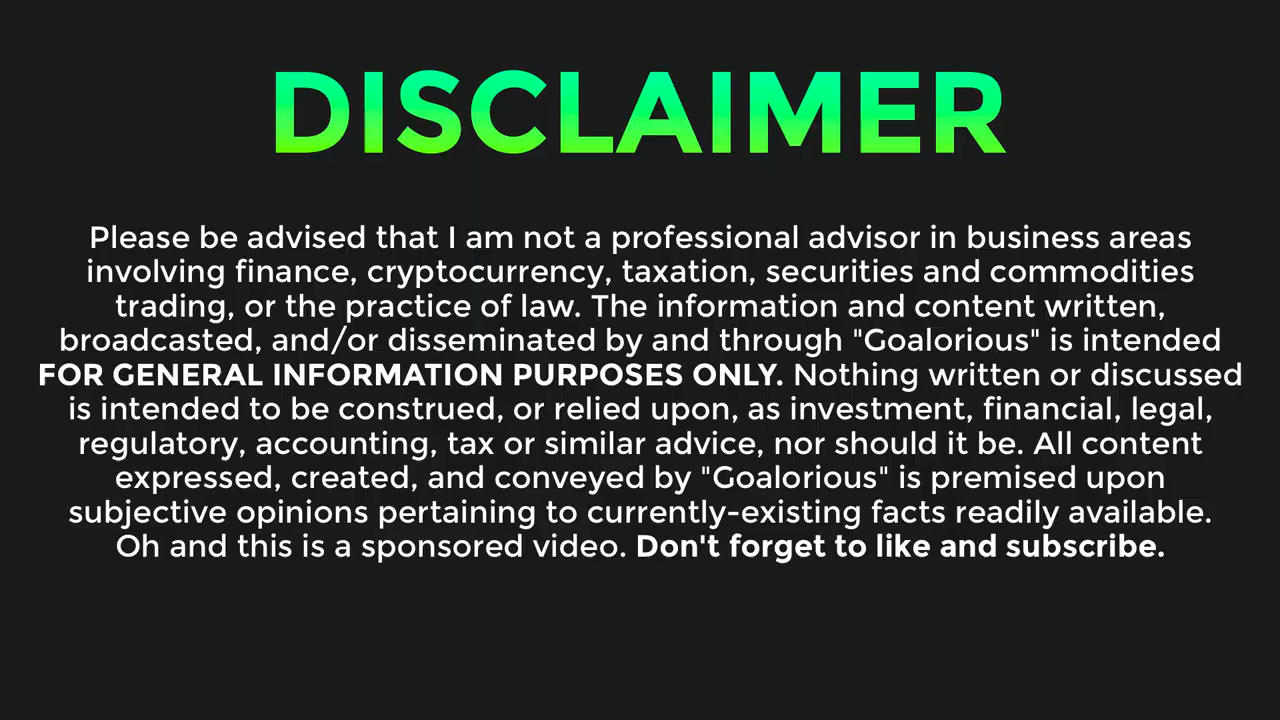 DISCLAIMER
Please be advised that I am not a professional advisor in business areas
involving finance, cryptocurrency, taxation, securities and commodities
trading, or the practice of law. The information and content written,
broadcasted, and/or disseminated by and through "Goalorious" is intended
FOR GENERAL INFORMATION PURPOSES ONLY. Nothing written or discussed
is intended to be construed, or relied upon, as investment, financial, legal,
regulatory, accounting, tax or similar advice, nor should it be. All content
expressed, created, and conveyed by "Goalorious" is premised upon
subjective opinions pertaining to currently-existing facts readily available.
Oh and this is a sponsored video. Don't forget to like and subscribe.